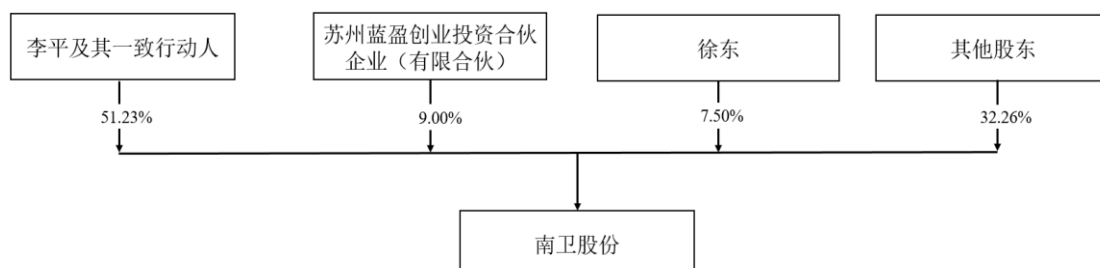 李平及其一致行动人
苏州蓝盈创业投资合伙
企业（有限合伙）
徐东
其他股东
51.23%
9.00%
7.50%
32.26%
南卫股份